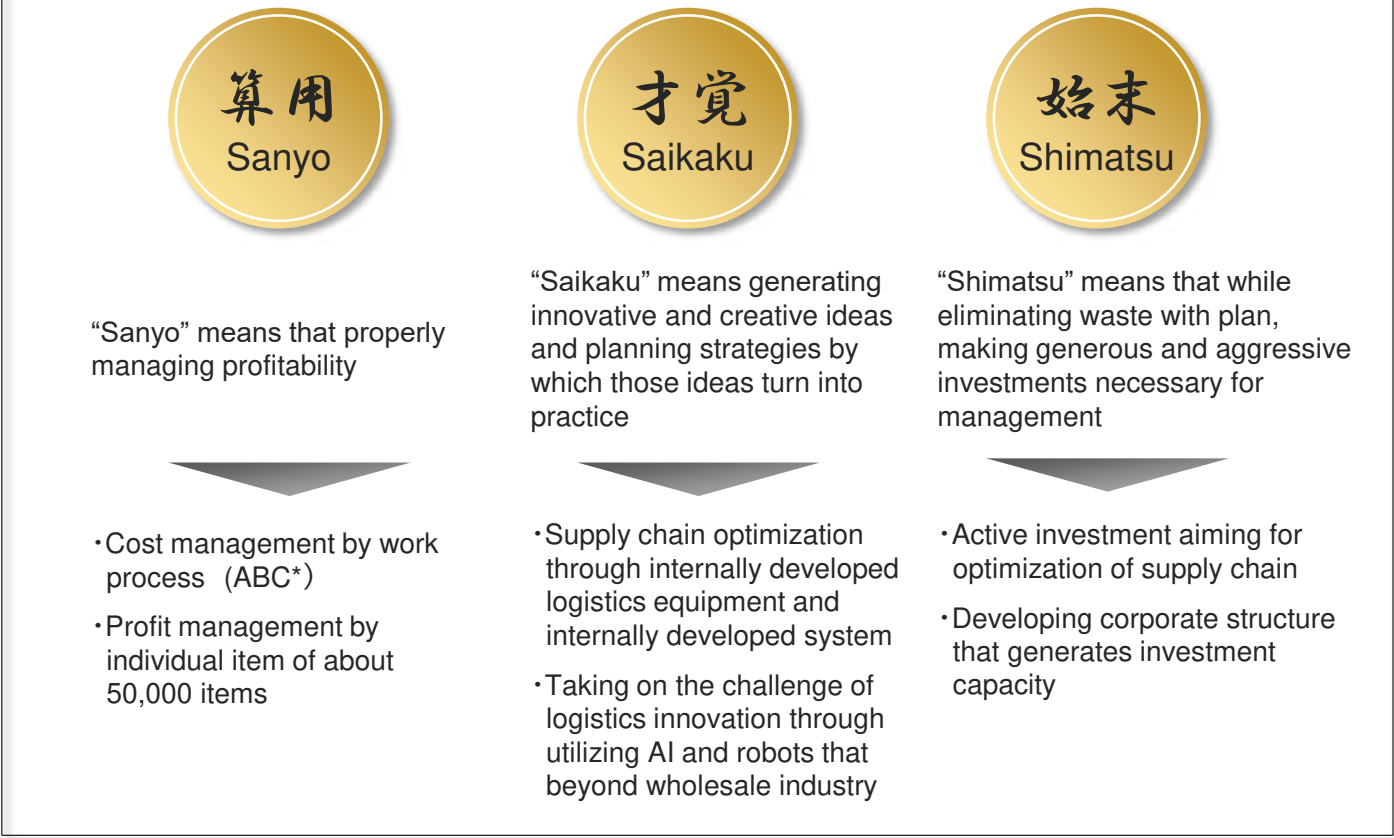 算用
Sanyo
“Sanyo” means that properly
managing profitability
・Cost management by work
process (ABC*）
・Profit management by
individual item of about
50,000 items
才覚
Saikaku
“Saikaku” means generating
innovative and creative ideas
and planning strategies by
which those ideas turn into
practice
・Supply chain optimization
through internally developed
logistics equipment and
internally developed system
・Taking on the challenge of
logistics innovation through
utilizing AI and robots that
beyond wholesale industry
始末
Shimatsu
“Shimatsu” means that while
eliminating waste with plan,
making generous and aggressive
investments necessary for
management
・Active investment aiming for
optimization of supply chain
・Developing corporate structure
that generates investment
capacity